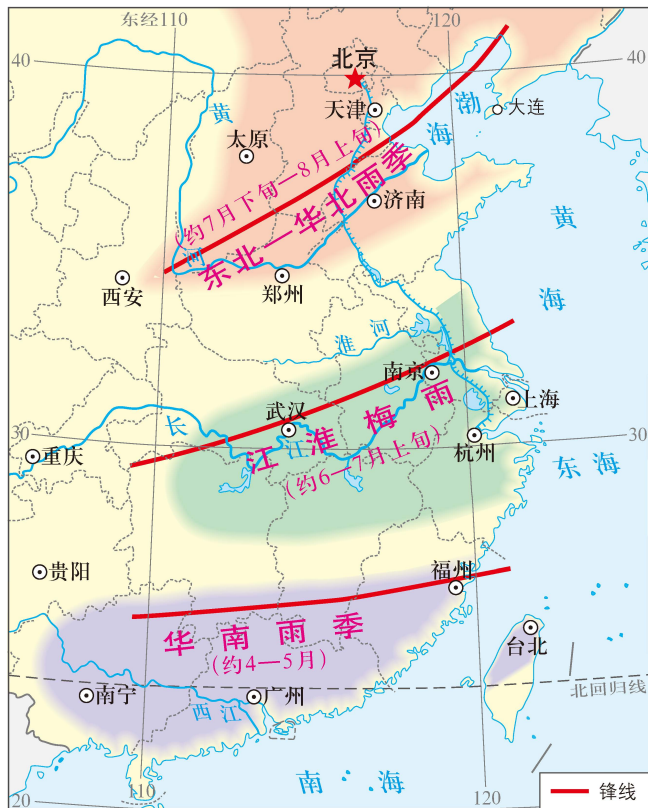 东经110
120
40
40
北京
天津
渤
海
大连
黄
太原
(约7月下旬—8月上旬)
东北—华北雨季
济南
河
黄
海
西安
郑州
淮河
南京
上海
武汉
长
江
江淮梅雨
(约6—7月上旬)
30
30
重庆
杭州
东海
贵阳
福州
华南雨季
(约4—5月)
台北
南宁
广州
北回归线
西江
20
110
南海
120
锋线